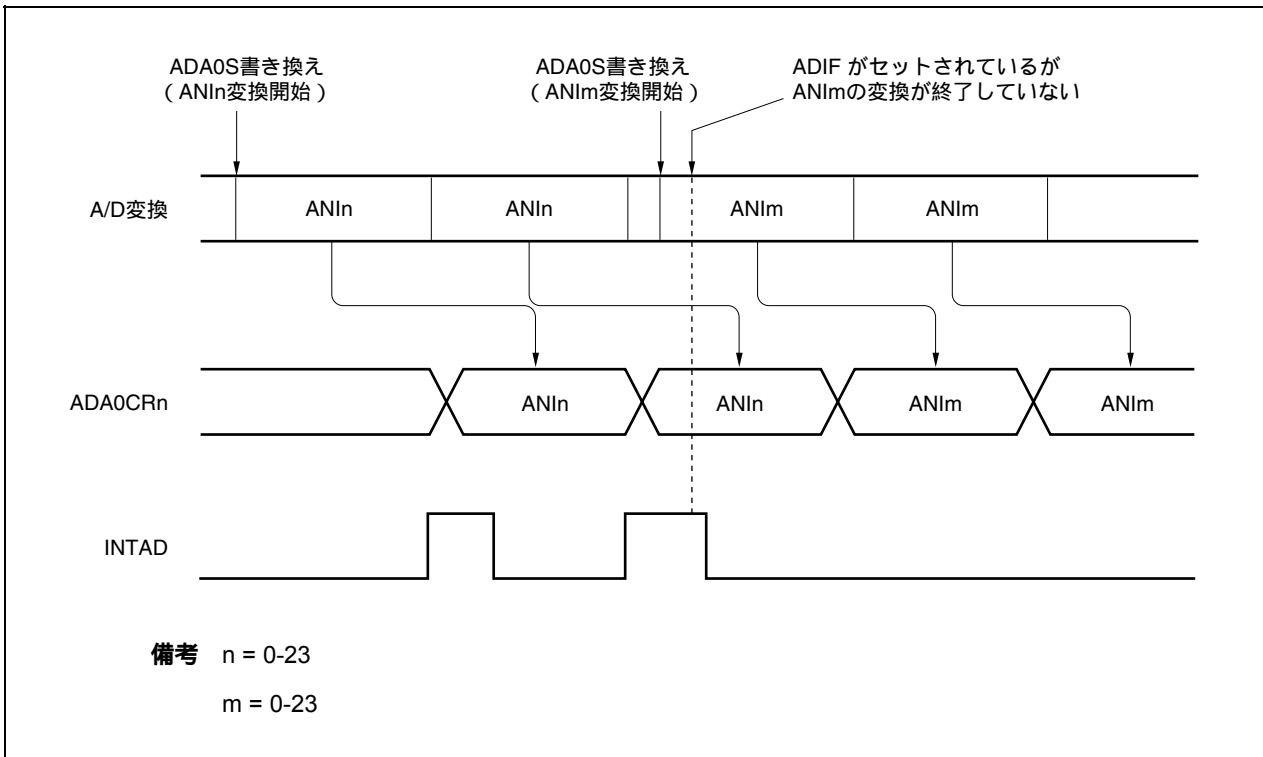 ADA0S書き換え
(ANIn変換開始)
ADA0S書き換え
(ANIm変換開始)
ADIF がセットされているが
ANImの変換が終了していない
A/D変換
ANIn
ANIn
ANIm
ANIm
ADA0CRn
ANIn
ANIn
ANIm
ANIm
INTAD
備考 n = 0-23
m = 0-23